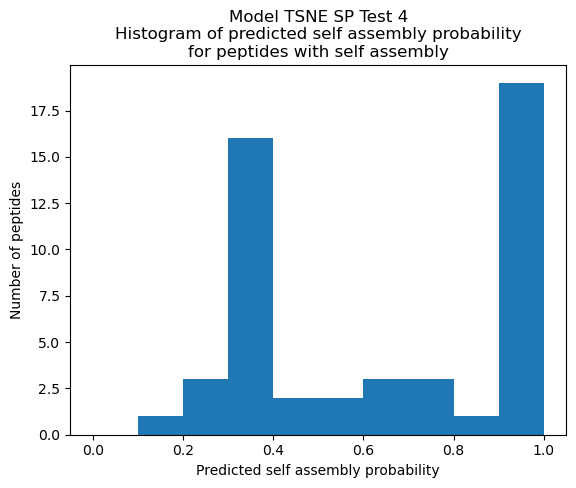 Model TSNE SP Test 4
Histogram of predicted self assembly probability
for peptides with self assembly
17.5
15.0
12.5
10.0
7.5
5.0
2.5
0.0
Number of peptides
0.0 0.2 0.4 0.6 0.8 1.0
Predicted self assembly probability